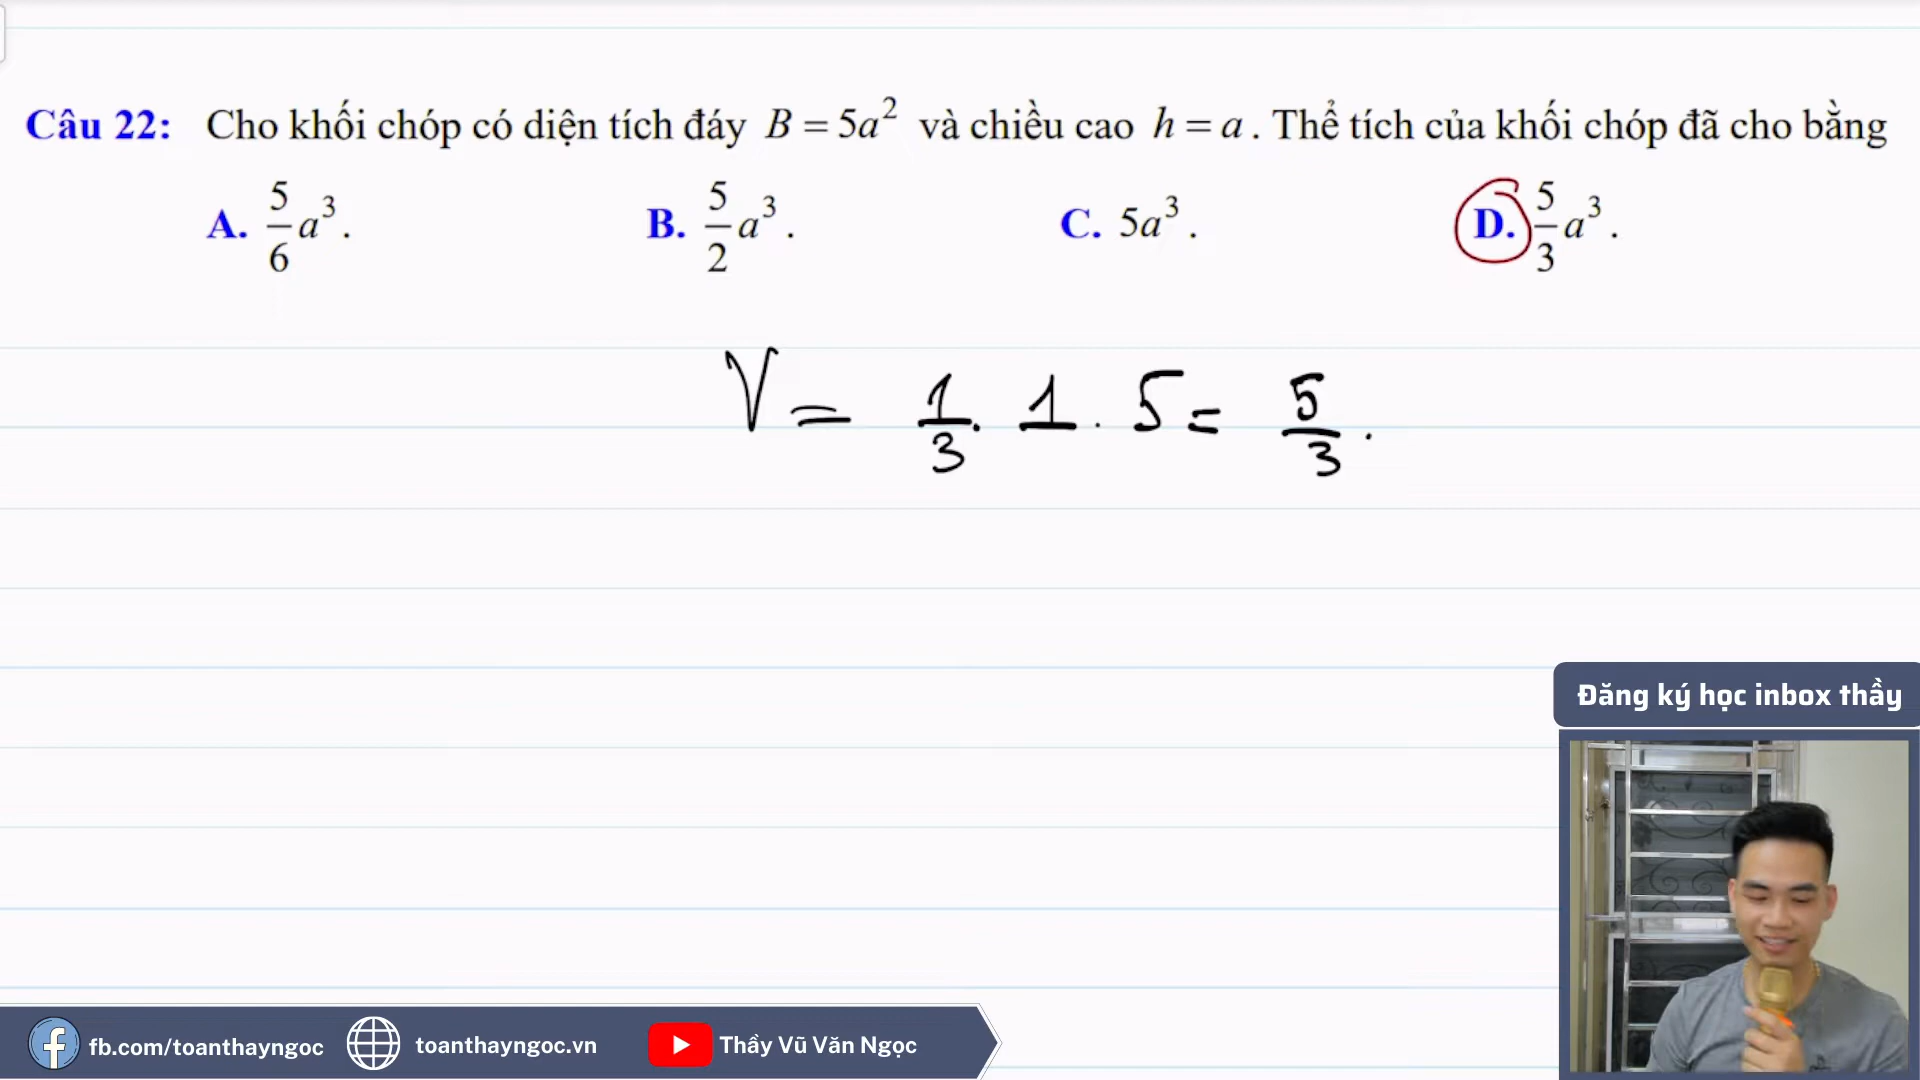 Câu 22: Cho khối chóp có diện tích đáy B = 5a² và chiều cao h = a. Thể tích của khối chóp đã cho bằng
A. 5/6 a³. B. 5/2 a³. C. 5a³. D. 5/3 a³.
V = 1/3 . 1 . 5 = 5/3 .
Đăng ký học inbox thầy
fb.com/toanthayngoc toanthayngoc.vn Thầy Vũ Văn Ngọc